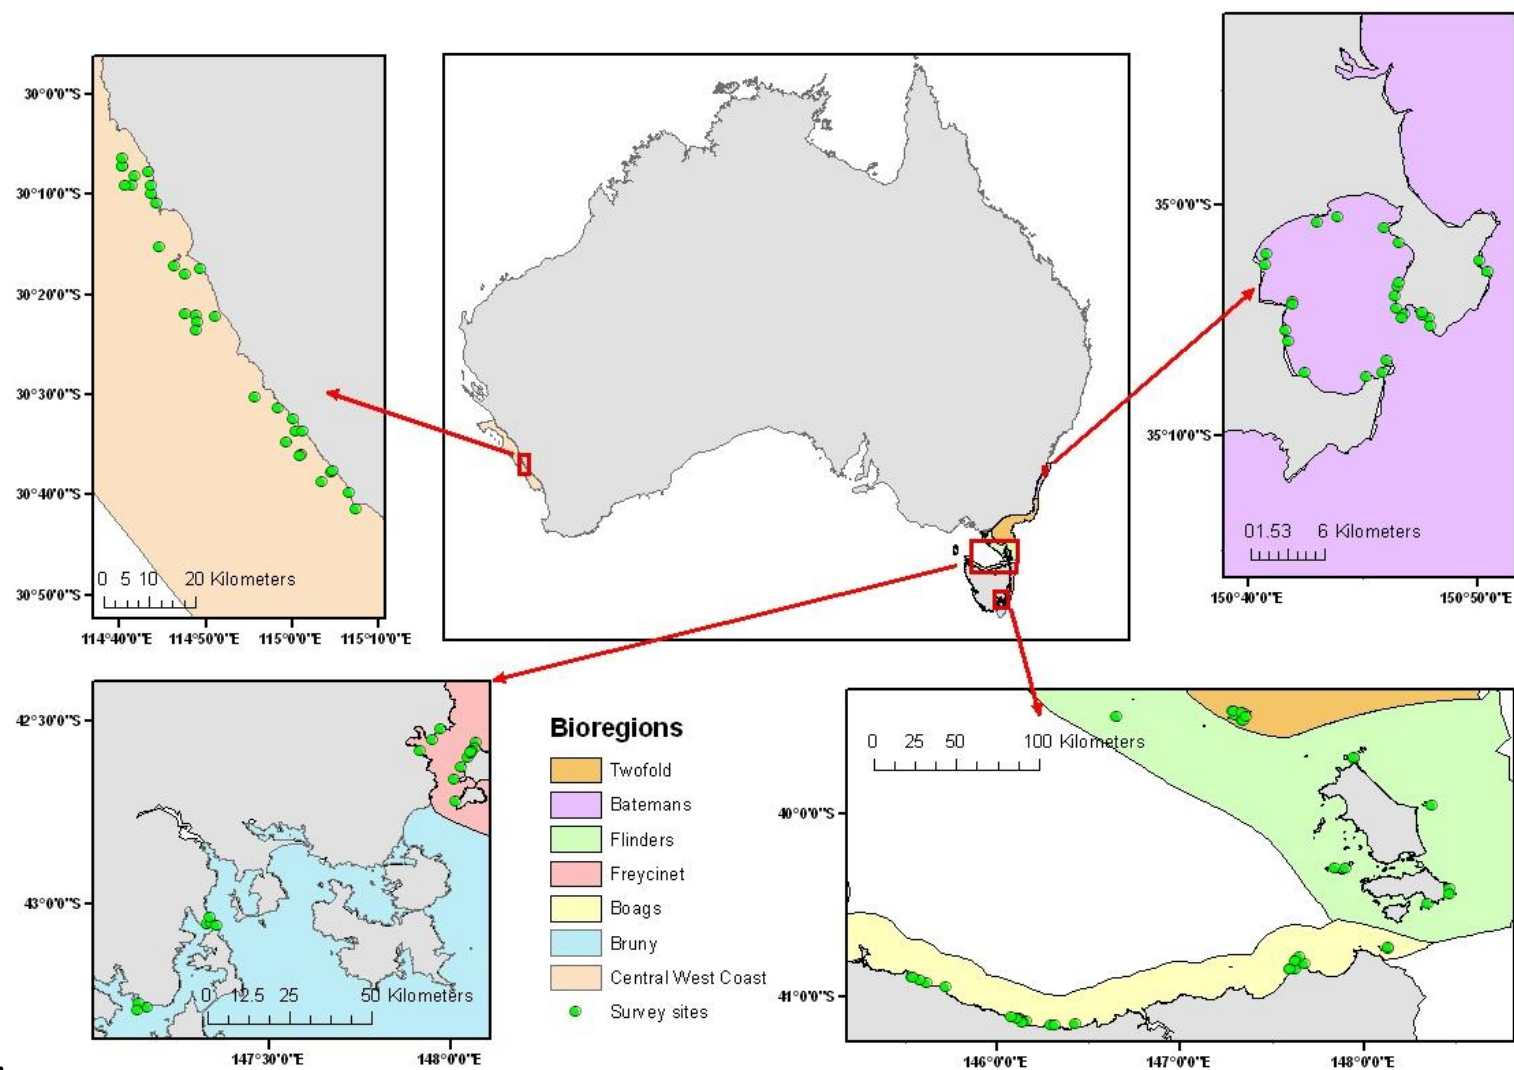 30°0'0"S
30°10'0"S
30°20'0"S
30°30'0"S
30°40'0"S
30°50'0"S
0 5 10 20 Kilometers
114°40'0"E 114°50'0"E 115°0'0"E 115°10'0"E
35°0'0"S
35°10'0"S
01.53 6 Kilometers
150°40'0"E 150°50'0"E
42°30'0"S
43°0'0"S
0 12.5 25 50 Kilometers
147°30'0"E 148°0'0"E
Bioregions
Twofold
Batemans
Flinders
Freycinet
Boags
Bruny
Central West Coast
Survey sites
0 25 50 100 Kilometers
40°0'0"S
41°0'0"S
146°0'0"E 147°0'0"E 148°0'0"E